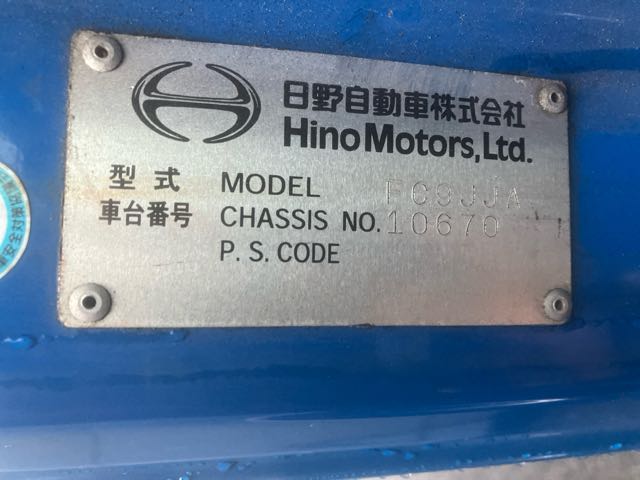 日野自動車株式会社
Hino Motors, Ltd.
型式 MODEL FC9JJA
車台番号 CHASSIS NO. 10670
P. S. CODE